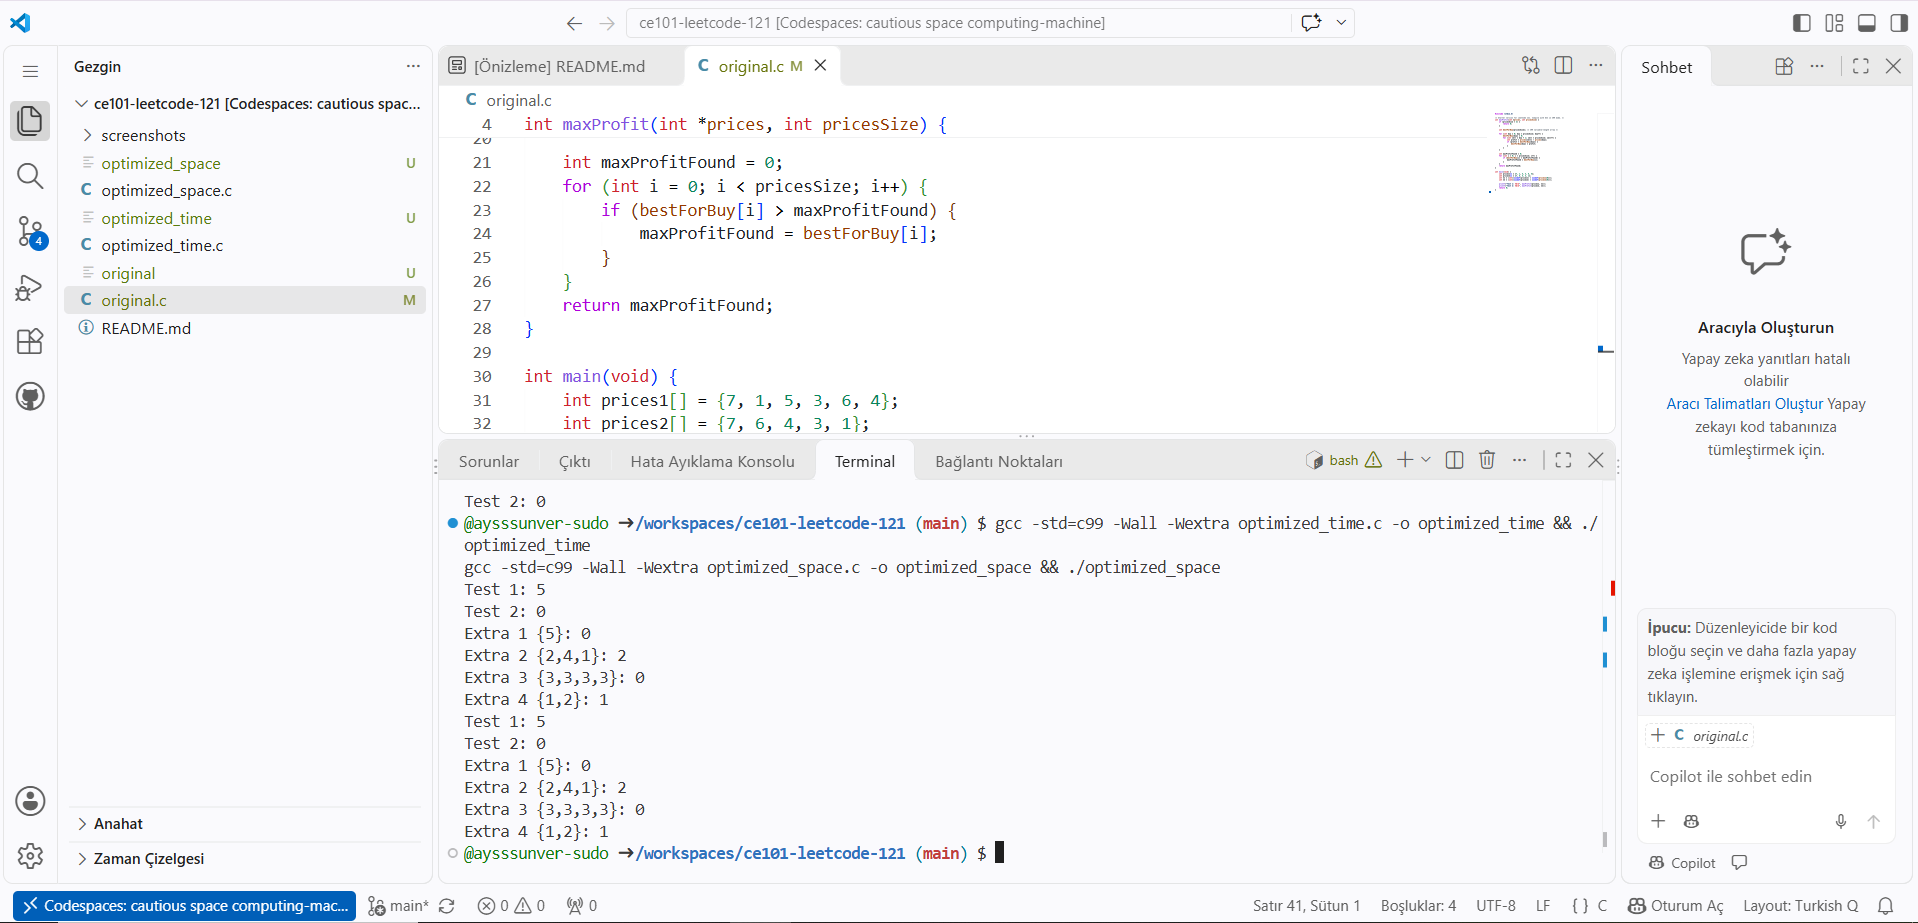 ce101-leetcode-121 [Codespaces: cautious space computing-machine]
Gezgin
ce101-leetcode-121 [Codespaces: cautious spac...
screenshots
optimized_space U
C optimized_space.c
optimized_time U
C optimized_time.c
original U
C original.c M
README.md
Anahat
Zaman Çizelgesi
4
[Önizleme] README.md
C original.c M
C original.c
4 int maxProfit(int *prices, int pricesSize) {
20
21 int maxProfitFound = 0;
22 for (int i = 0; i < pricesSize; i++) {
23 if (bestForBuy[i] > maxProfitFound) {
24 maxProfitFound = bestForBuy[i];
25 }
26 }
27 return maxProfitFound;
28 }
29
30 int main(void) {
31 int prices1[] = {7, 1, 5, 3, 6, 4};
32 int prices2[] = {7, 6, 4, 3, 1};
Sorunlar Çıktı Hata Ayıklama Konsolu Terminal Bağlantı Noktaları
bash
Test 2: 0
@aysssunver-sudo ➜/workspaces/ce101-leetcode-121 (main) $ gcc -std=c99 -Wall -Wextra optimized_time.c -o optimized_time && ./
optimized_time
gcc -std=c99 -Wall -Wextra optimized_space.c -o optimized_space && ./optimized_space
Test 1: 5
Test 2: 0
Extra 1 {5}: 0
Extra 2 {2,4,1}: 2
Extra 3 {3,3,3,3}: 0
Extra 4 {1,2}: 1
Test 1: 5
Test 2: 0
Extra 1 {5}: 0
Extra 2 {2,4,1}: 2
Extra 3 {3,3,3,3}: 0
Extra 4 {1,2}: 1
@aysssunver-sudo ➜/workspaces/ce101-leetcode-121 (main) $
Sohbet
Aracıyla Oluşturun
Yapay zeka yanıtları hatalı
olabilir
Aracı Talimatları Oluştur Yapay
zekayı kod tabanınıza
tümleştirmek için.
İpucu: Düzenleyicide bir kod
bloğu seçin ve daha fazla yapay
zeka işlemine erişmek için sağ
tıklayın.
C original.c
Copilot ile sohbet edin
Copilot
Codespaces: cautious space computing-mac... main* 0 0 0
Satır 41, Sütun 1 Boşluklar: 4 UTF-8 LF {} C Oturum Aç Layout: Turkish Q